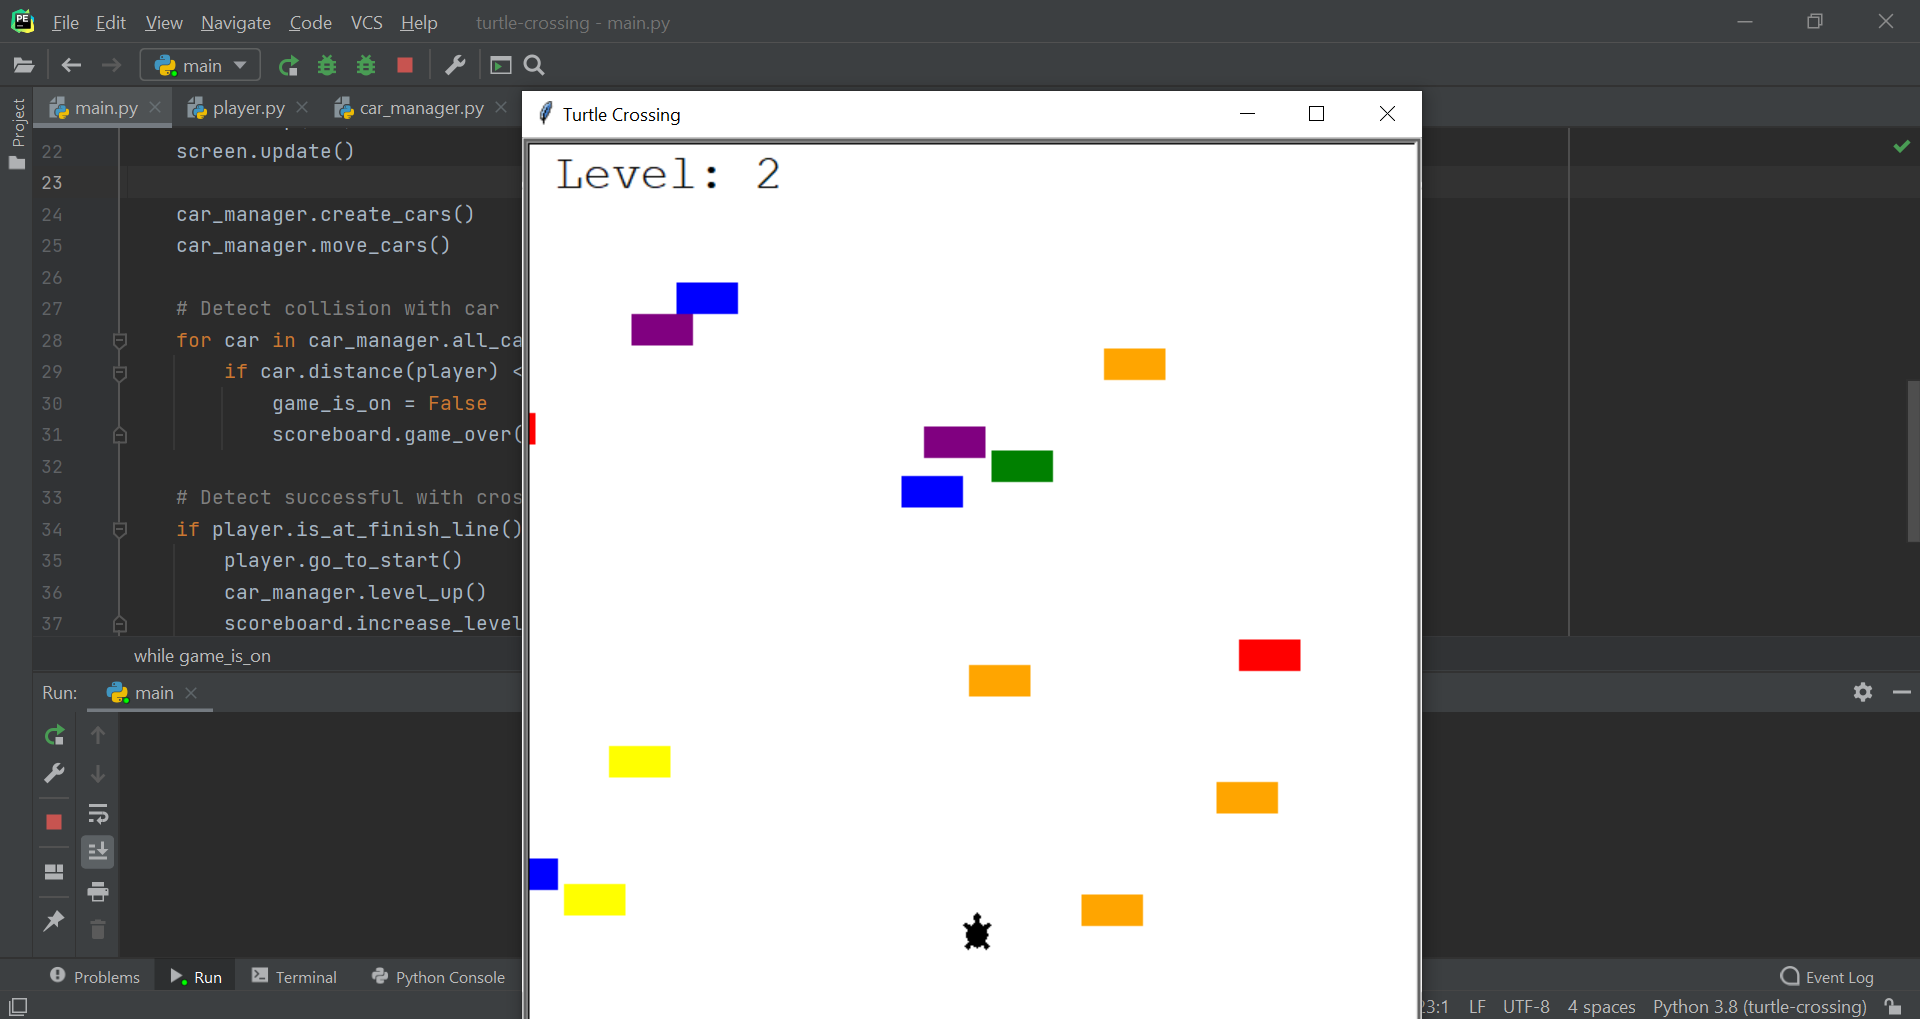 PE File Edit View Navigate Code VCS Help turtle-crossing - main.py
main
Project
main.py player.py car_manager.py
Turtle Crossing
Level: 2
22 screen.update()
23
24 car_manager.create_cars()
25 car_manager.move_cars()
26
27 # Detect collision with car
28 for car in car_manager.all_ca
29 if car.distance(player) <
30 game_is_on = False
31 scoreboard.game_over(
32
33 # Detect successful with cros
34 if player.is_at_finish_line()
35 player.go_to_start()
36 car_manager.level_up()
37 scoreboard.increase_level
while game_is_on
Run: main
Problems Run Terminal Python Console Event Log
23:1 LF UTF-8 4 spaces Python 3.8 (turtle-crossing)